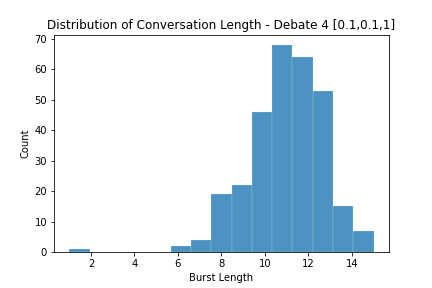 Distribution of Conversation Length - Debate 4 [0.1,0.1,1]
70
60
50
40
30
20
10
0
Count
2 4 6 8 10 12 14
Burst Length